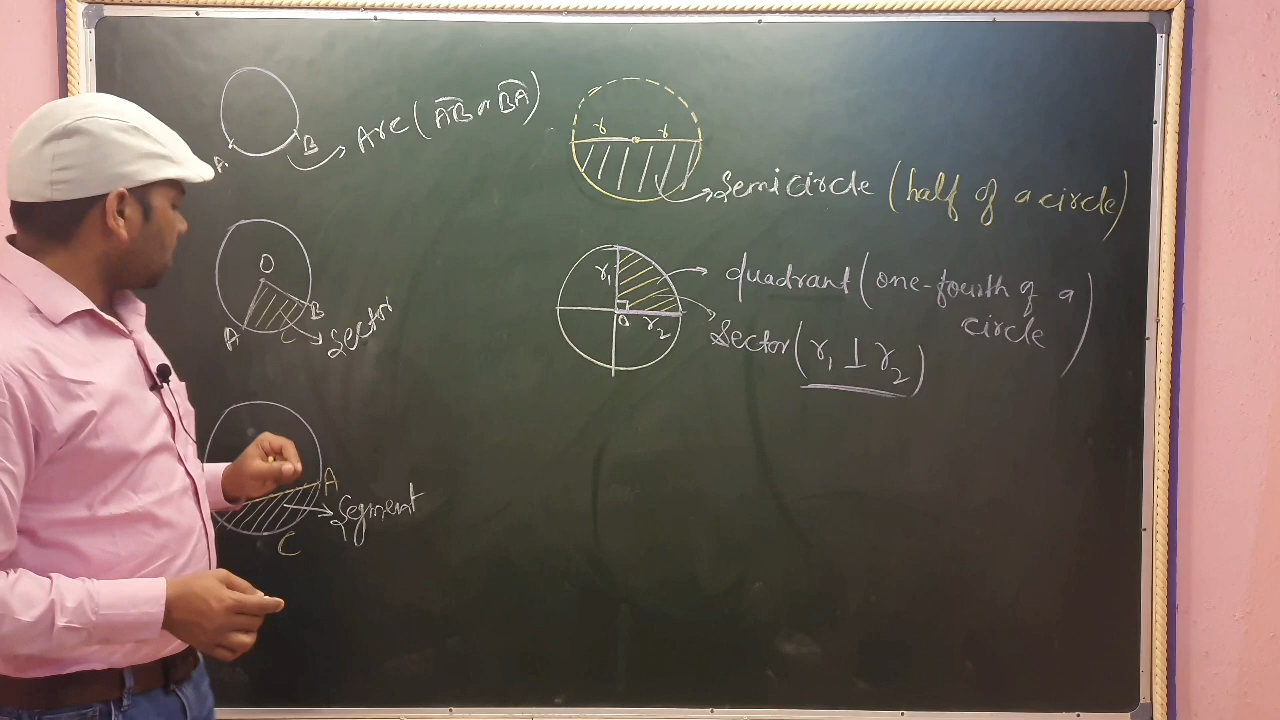 A
B
Arc (AB or BA)
O
A
B
C
Sector
A
C
Segment
r r
Semicircle (half of a circle)
r₁
O
r₂
quadrant (one-fourth of a
circle)
Sector (r₁ ⊥ r₂)